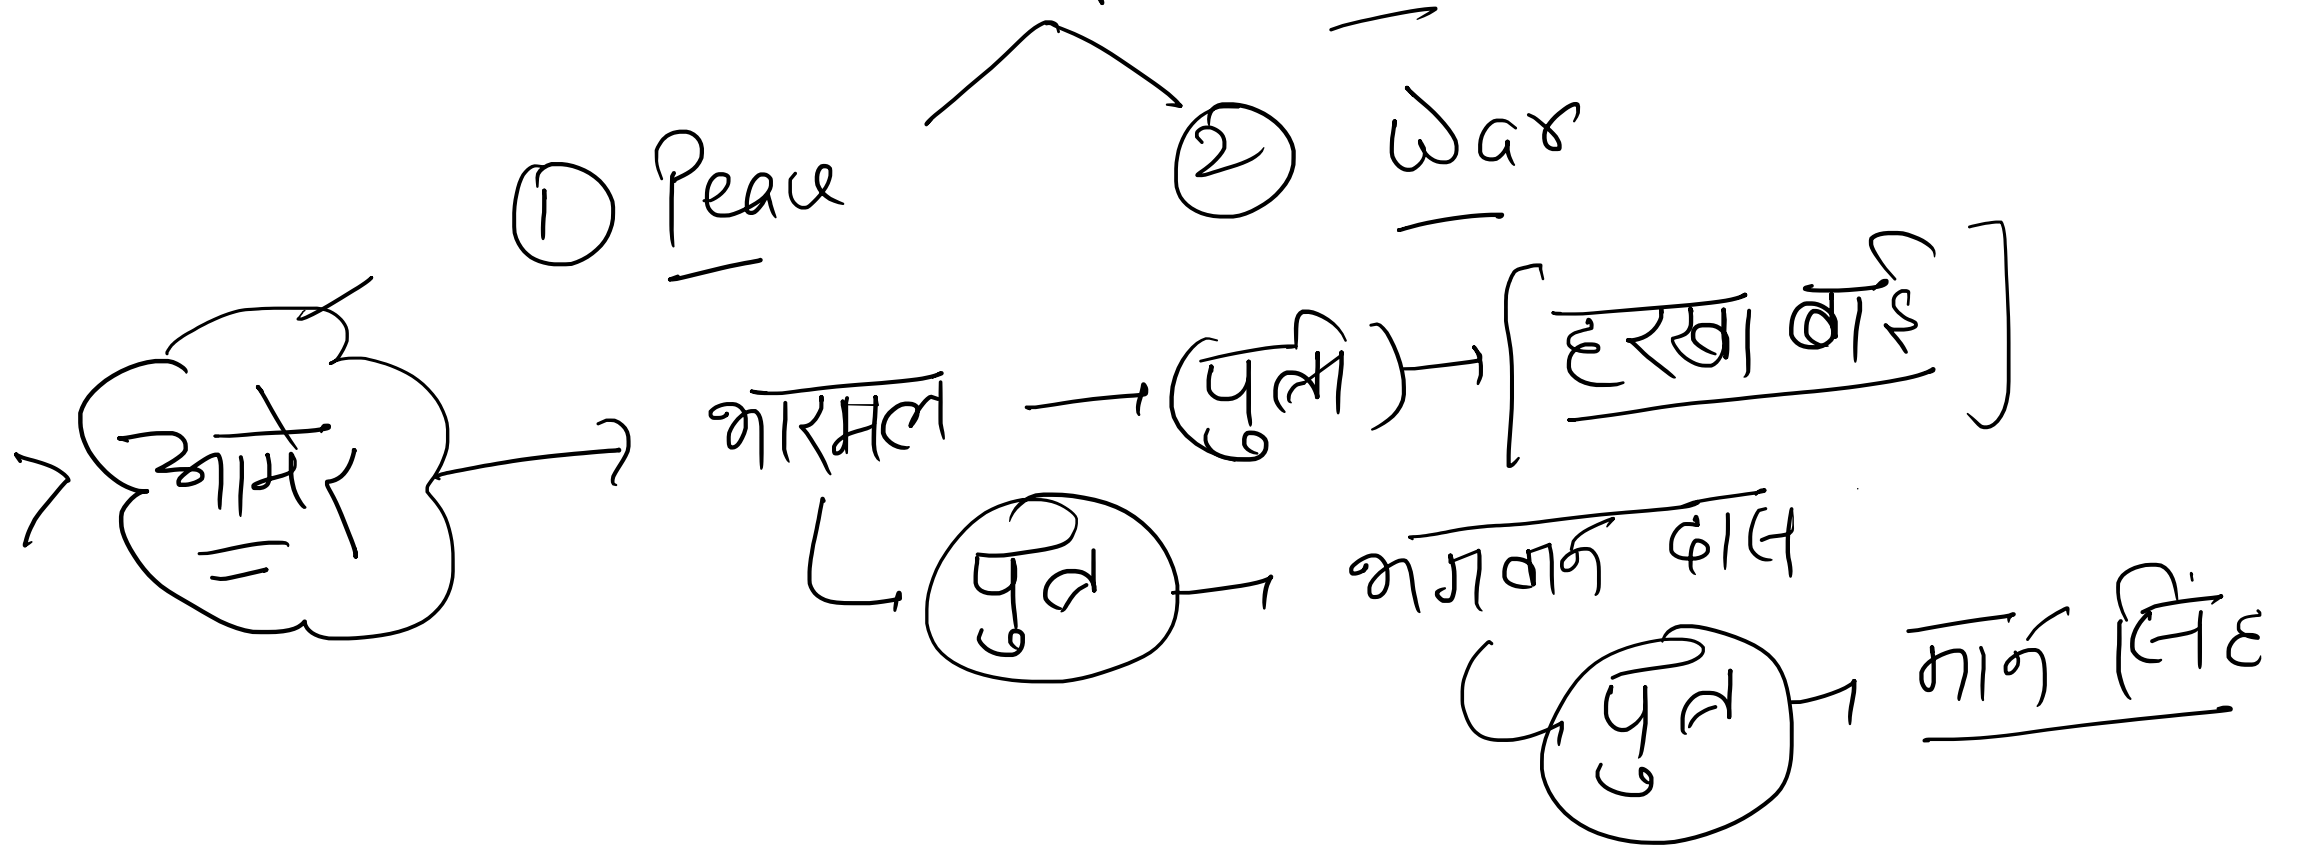 ① Peace ② War
आमेर → भारमल → (पुत्री) → [हरखा बाई]
पुत्र → भगवान दास
पुत्र → मान सिंह